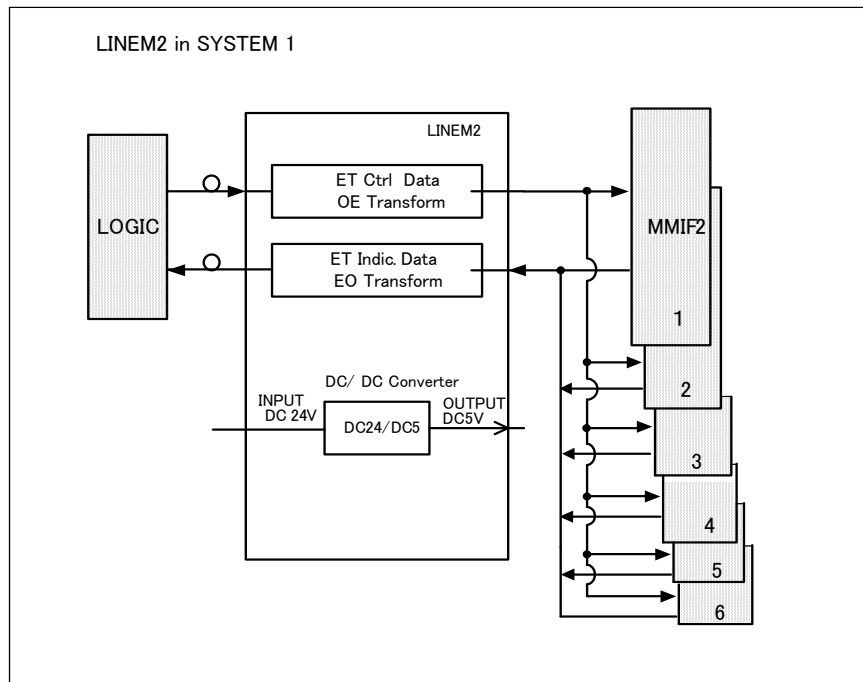 LINEM2 in SYSTEM 1
LINEM2
LOGIC
ET Ctrl Data
OE Transform
ET Indic. Data
EO Transform
MMIF2
1
2
3
4
5
6
DC/ DC Converter
INPUT
DC 24V
DC24/DC5
OUTPUT
DC5V